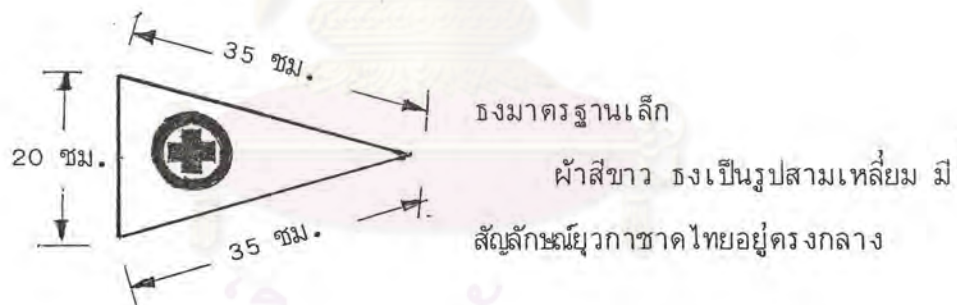 35 ซม.
20 ซม.
35 ซม.
ธงมาตรฐานเล็ก
ผ้าสีขาว ธงเป็นรูปสามเหลี่ยม มี
สัญลักษณ์ยุวกาชาดไทยอยู่ตรงกลาง